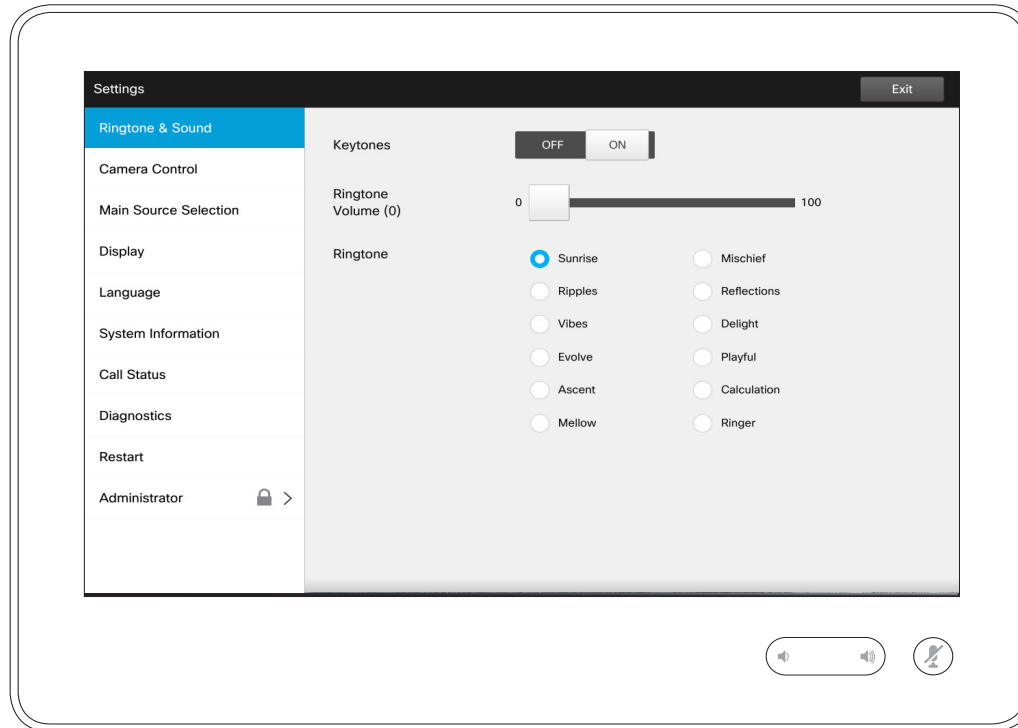 Settings
Exit
Ringtone & Sound
Camera Control
Main Source Selection
Display
Language
System Information
Call Status
Diagnostics
Restart
Administrator
Keytones
OFF ON
Ringtone
Volume (0)
0 100
Ringtone
Sunrise Mischief
Ripples Reflections
Vibes Delight
Evolve Playful
Ascent Calculation
Mellow Ringer